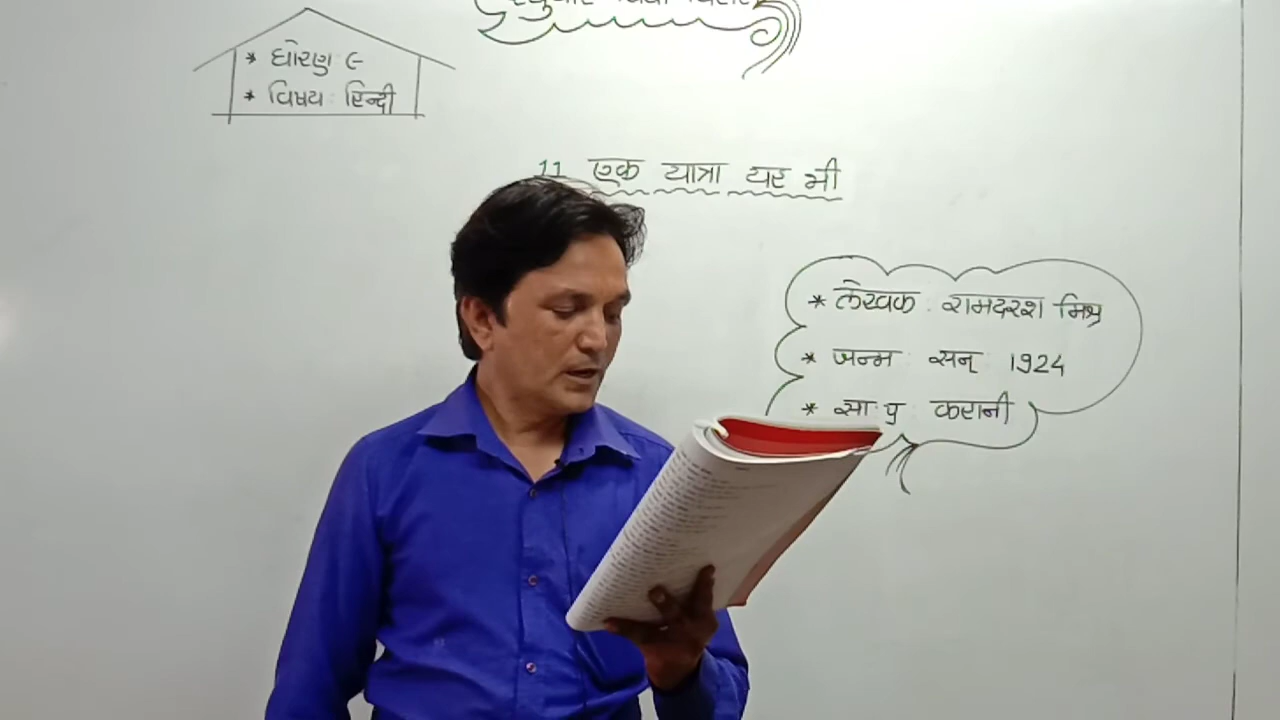 * धोरण ९
* विषय : हिन्दी
11 एक यात्रा यह भी
* लेखक : रामदरश मिश्र
* जन्म : सन् 1924
* सा. पु. कहानी